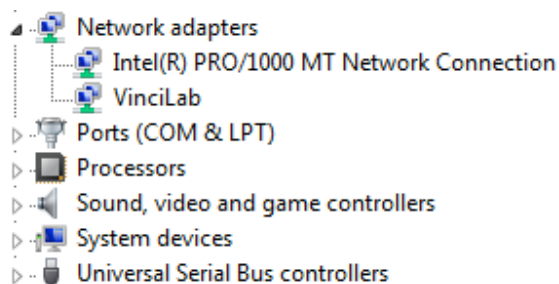 Network adapters
Intel(R) PRO/1000 MT Network Connection
VinciLab
Ports (COM & LPT)
Processors
Sound, video and game controllers
System devices
Universal Serial Bus controllers